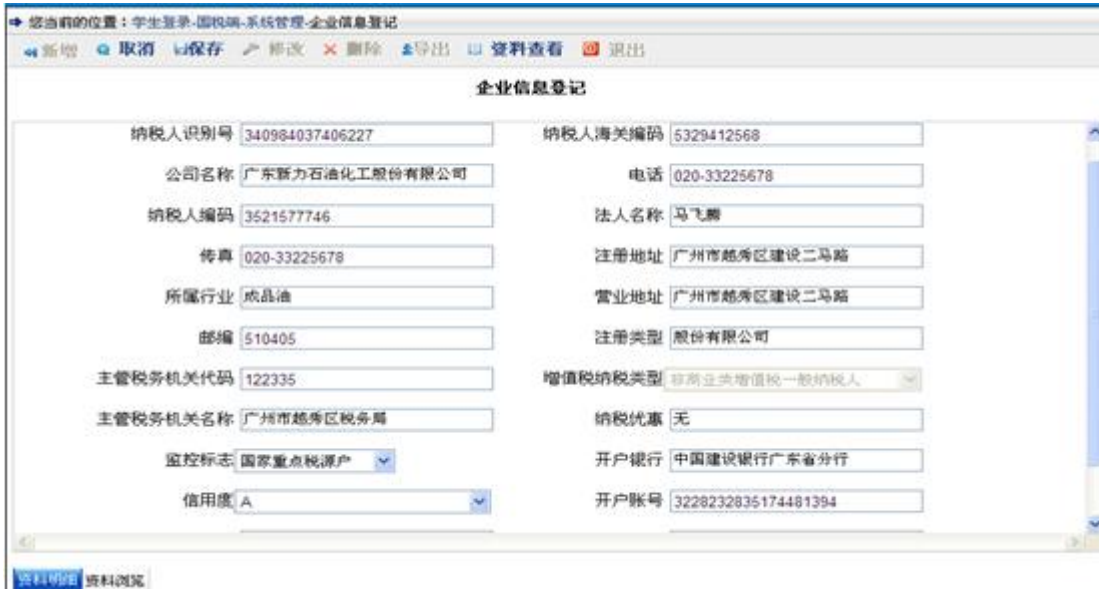 您当前的位置：学生登录-国税端-系统管理-企业信息登记
新增 取消 保存 修改 删除 导出 资料查看 退出
企业信息登记
纳税人识别号 340984037406227 纳税人海关编码 5329412568
公司名称 广东新力石油化工股份有限公司 电话 020-33225678
纳税人编码 3521577746 法人名称 马飞腾
传真 020-33225678 注册地址 广州市越秀区建设二马路
所属行业 成品油 营业地址 广州市越秀区建设二马路
邮编 510405 注册类型 股份有限公司
主管税务机关代码 122335 增值税纳税类型 非商业类增值税一般纳税人
主管税务机关名称 广州市越秀区税务局 纳税优惠 无
监控标志 国家重点税源户 开户银行 中国建设银行广东省分行
信用度 A 开户账号 3228232835174481394
资料明细 资料浏览